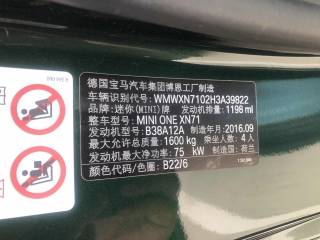 德国宝马汽车集团博恩工厂制造
车辆识别代号: WMWXN7102H3A39822
品牌: 迷你(MINI)牌 发动机排量: 1198 ml
整车型号: MINI ONE XN71
发动机型号: B38A12A 制造年月: 2016.09
最大允许总质量: 1600 kg 乘坐人数: 4 人
发动机最大净功率: 75 kW 制造国: 荷兰
颜色代码/色圈: B22/6